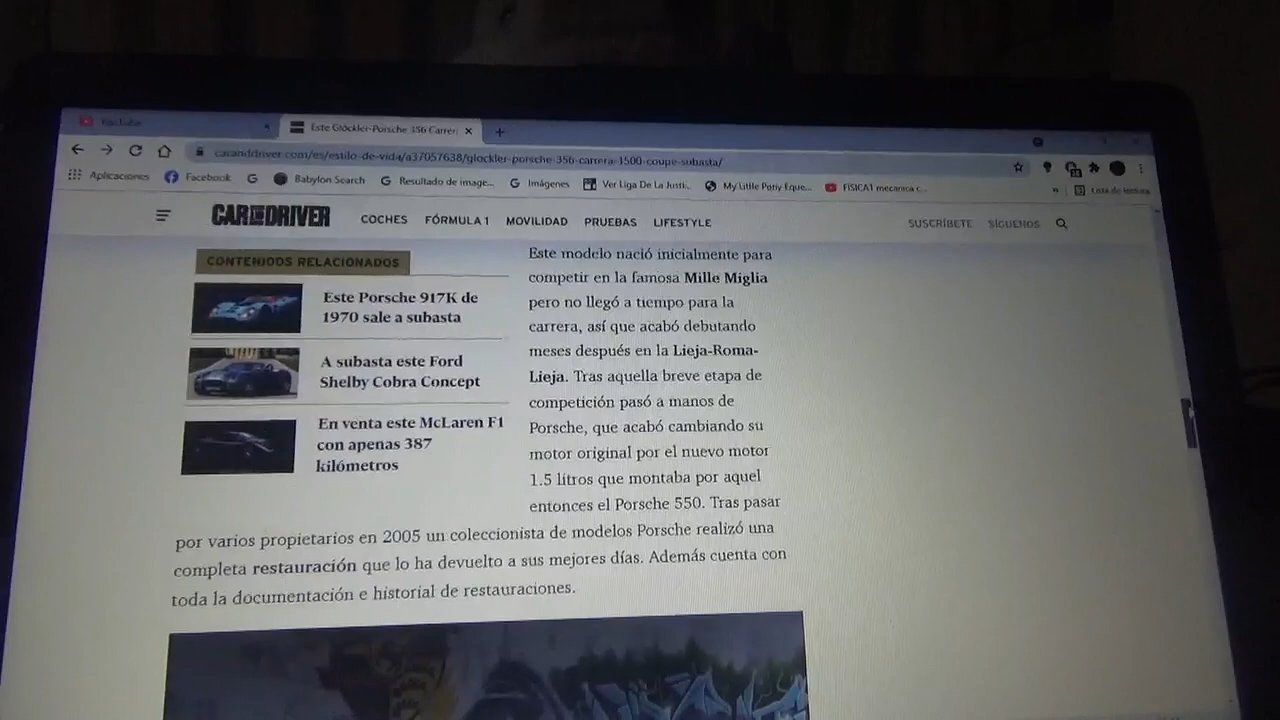 YouTube
Este Glöckler-Porsche 356 Carrer
caranddriver.com/es/estilo-de-vida/a37057638/glockler-porsche-356-carrera-1500-coupe-subasta/
Aplicaciones Facebook Babylon Search Resultado de image... Imágenes Ver Liga De La Justi... My Little Pony Eque... FISICA1 mecanica c... » Lista de lectura
CAR AND DRIVER COCHES FÓRMULA 1 MOVILIDAD PRUEBAS LIFESTYLE SUSCRÍBETE SÍGUENOS
CONTENIDOS RELACIONADOS
Este Porsche 917K de
1970 sale a subasta
A subasta este Ford
Shelby Cobra Concept
En venta este McLaren F1
con apenas 387
kilómetros
Este modelo nació inicialmente para
competir en la famosa Mille Miglia
pero no llegó a tiempo para la
carrera, así que acabó debutando
meses después en la Lieja-Roma-
Lieja. Tras aquella breve etapa de
competición pasó a manos de
Porsche, que acabó cambiando su
motor original por el nuevo motor
1.5 litros que montaba por aquel
entonces el Porsche 550. Tras pasar
por varios propietarios en 2005 un coleccionista de modelos Porsche realizó una
completa restauración que lo ha devuelto a sus mejores días. Además cuenta con
toda la documentación e historial de restauraciones.